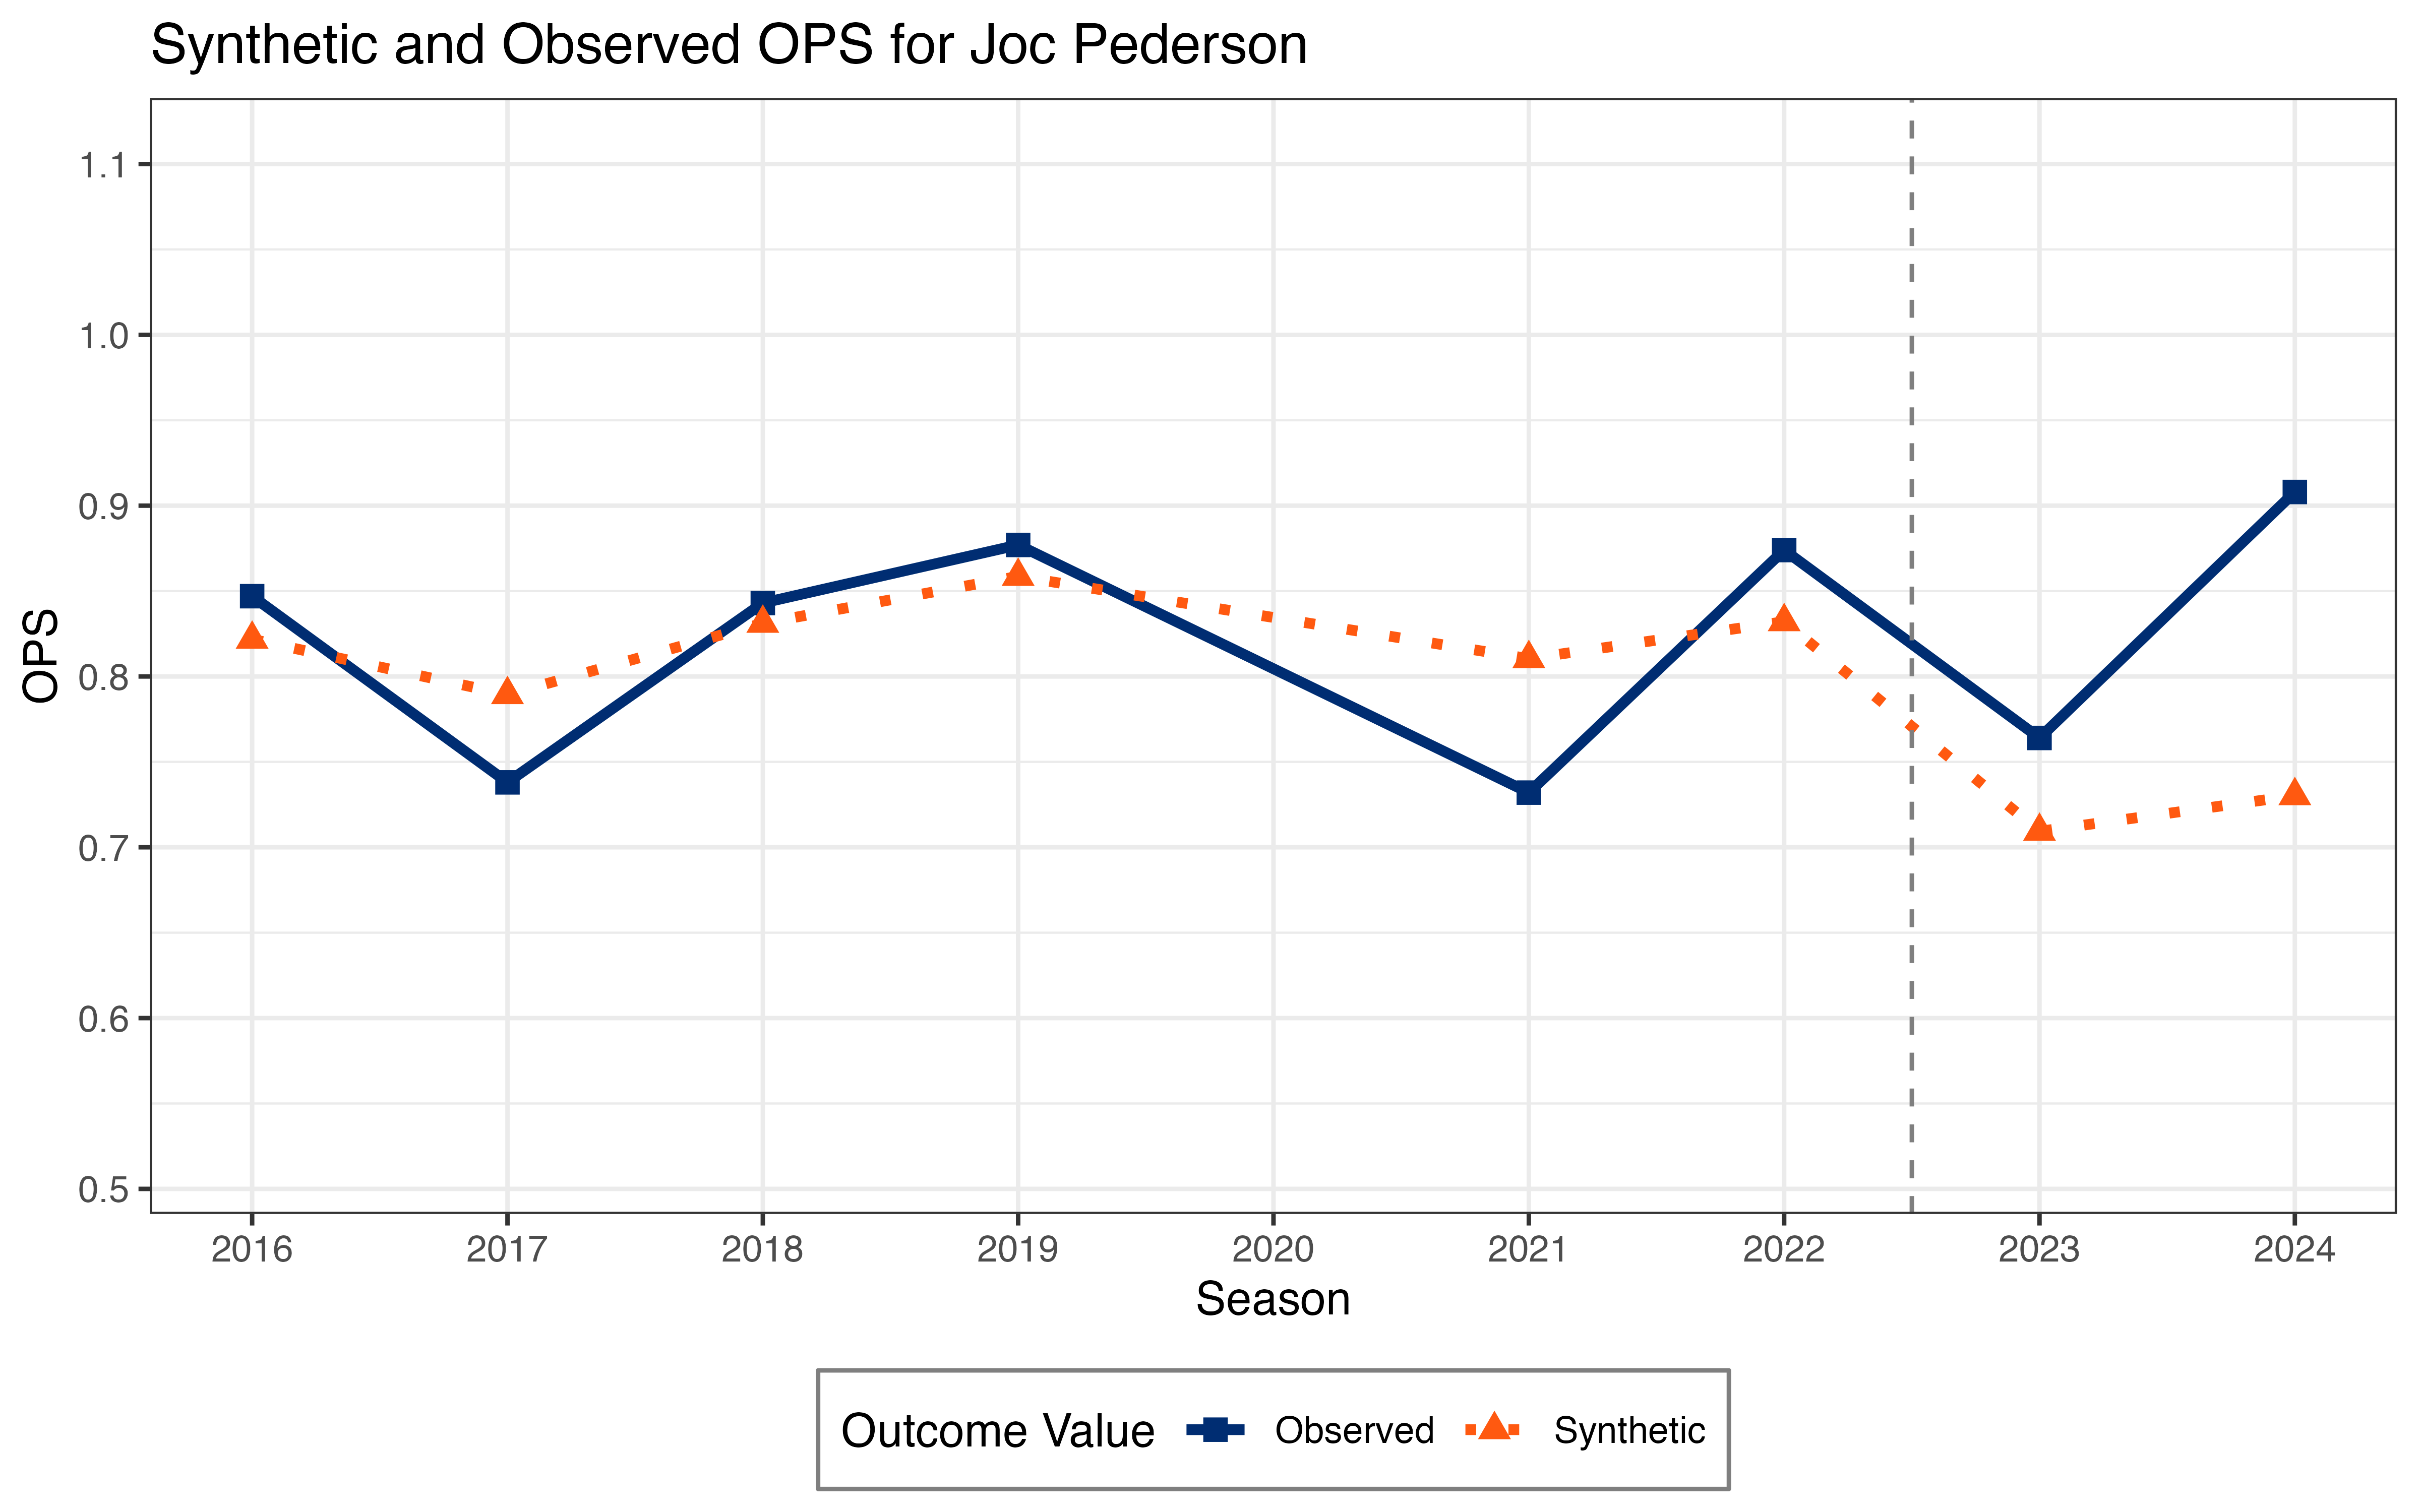 Synthetic and Observed OPS for Joc Pederson
OPS
1.1
1.0
0.9
0.8
0.7
0.6
0.5
2016 2017 2018 2019 2020 2021 2022 2023 2024
Season
Outcome Value Observed Synthetic